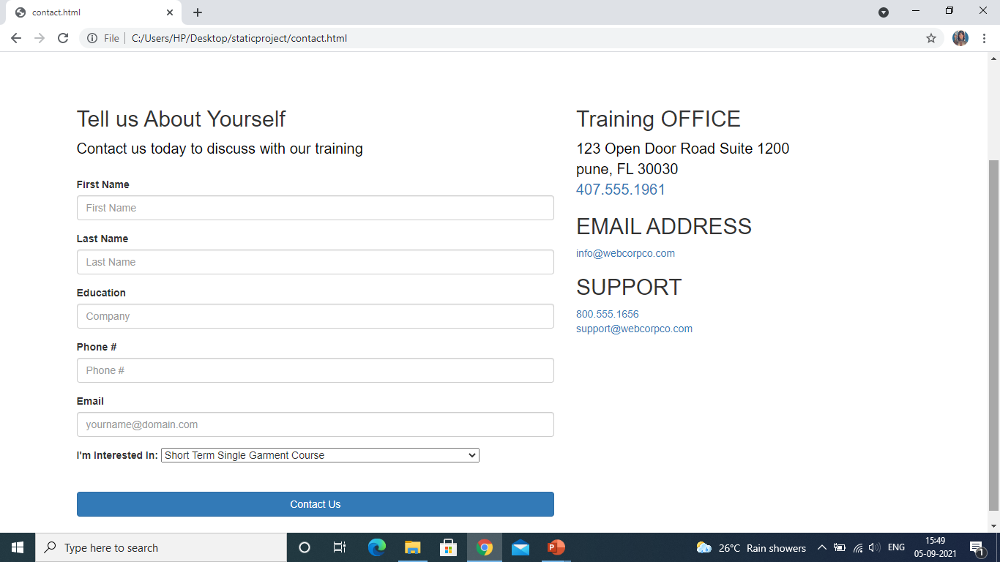 contact.html
File
C:/Users/HP/Desktop/staticproject/contact.html
Tell us About Yourself
Contact us today to discuss with our training
First Name
First Name
Last Name
Last Name
Education
Company
Phone #
Phone #
Email
yourname@domain.com
I'm Interested In: Short Term Single Garment Course
Contact Us
Training OFFICE
123 Open Door Road Suite 1200
pune, FL 30030
407.555.1961
EMAIL ADDRESS
info@webcorpco.com
SUPPORT
800.555.1656
support@webcorpco.com
Type here to search
P
26°C Rain showers
ENG
15:49
05-09-2021
1